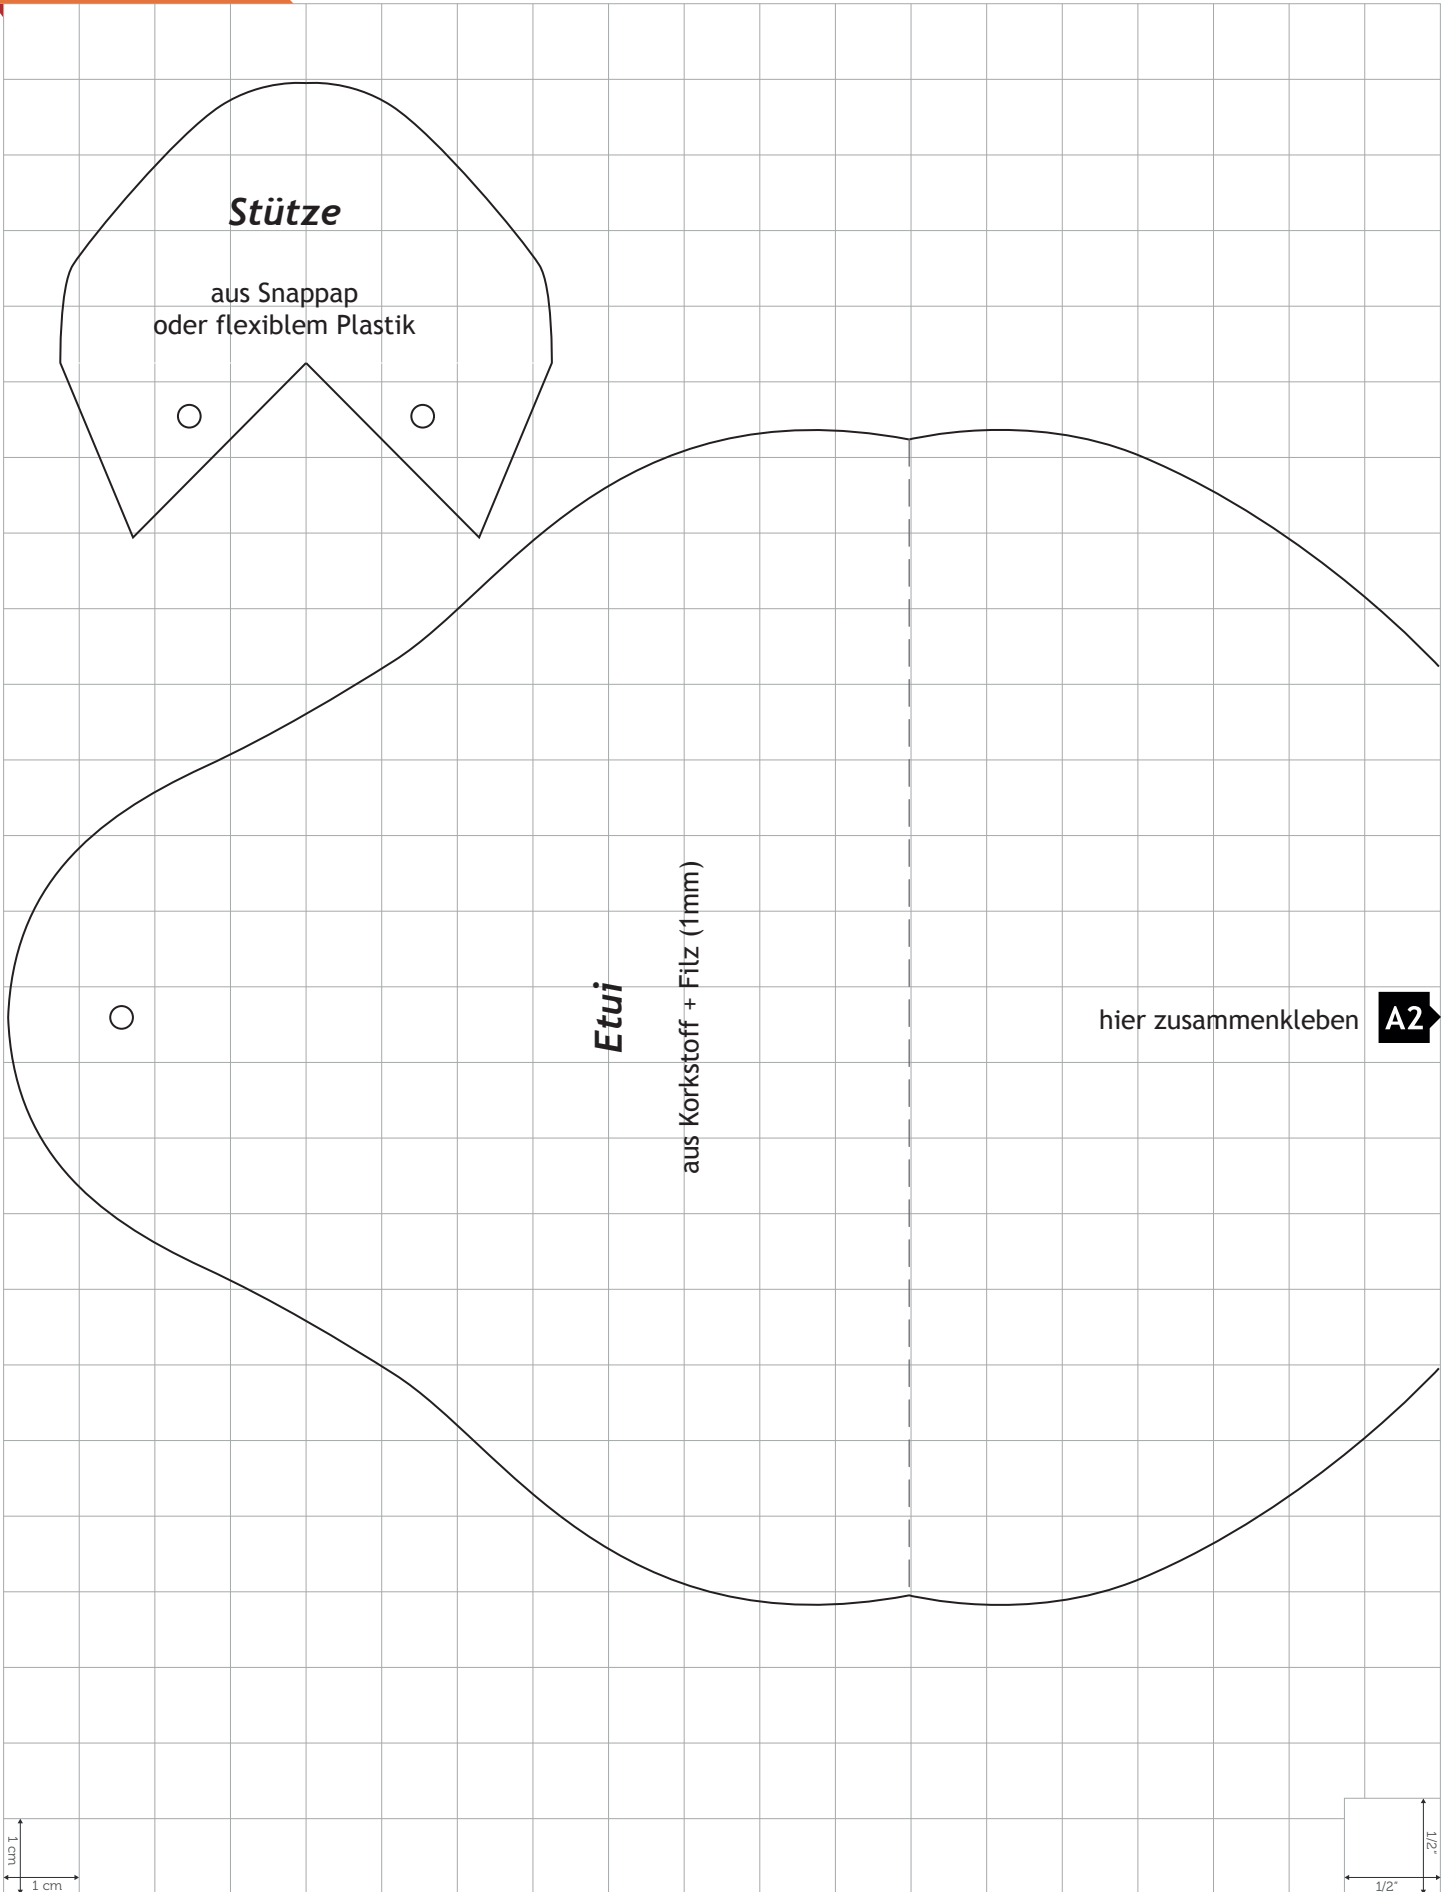 Stütze
aus Snappap
oder flexiblem Plastik
Etui
aus Korkstoff + Filz (1mm)
hier zusammenkleben
A2
1 cm
1 cm
1/2"
1/2"